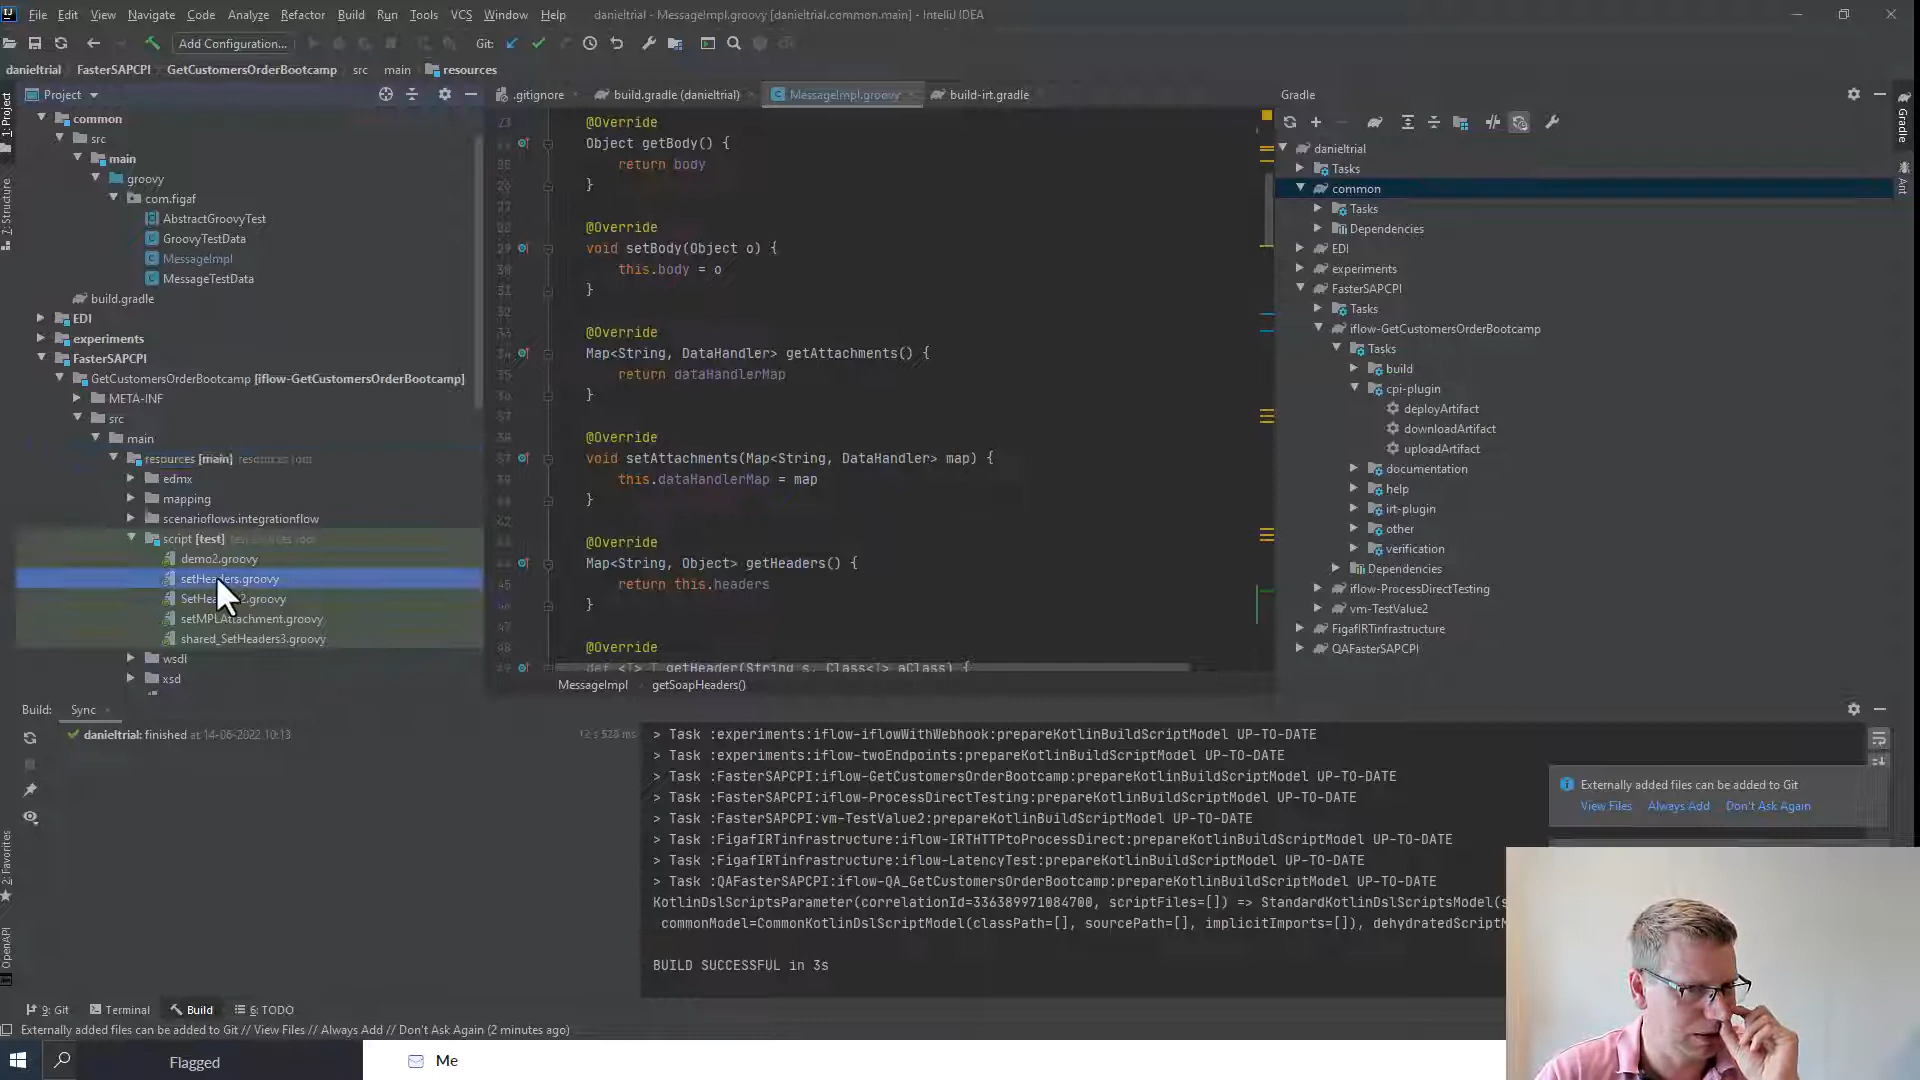 File Edit View Navigate Code Analyze Refactor Build Run Tools VCS Window Help danieltrial - MessageImpl.groovy [danieltrial.common.main] - IntelliJ IDEA
Add Configuration... Git:
danieltrial FasterSAPCPI GetCustomersOrderBootcamp src main resources
Project
common
src
main
groovy
com.figaf
AbstractGroovyTest
GroovyTestData
MessageImpl
MessageTestData
build.gradle
EDI
experiments
FasterSAPCPI
GetCustomersOrderBootcamp [iflow-GetCustomersOrderBootcamp]
META-INF
src
main
resources [main]
edmx
mapping
scenarioflows.integrationflow
script [test]
demo2.groovy
setHeaders.groovy
setMPLAttachment.groovy
shared_SetHeaders3.groovy
wsdl
xsd
.gitignore build.gradle (danieltrial) MessageImpl.groovy build-irt.gradle
@Override
Object getBody() {
return body
}
@Override
void setBody(Object o) {
this.body = o
}
@Override
Map<String, DataHandler> getAttachments() {
return dataHandlerMap
}
@Override
void setAttachments(Map<String, DataHandler> map) {
this.dataHandlerMap = map
}
@Override
Map<String, Object> getHeaders() {
return this.headers
}
@Override
def <T> T getHeader(String s, Class<T> aClass) {
MessageImpl getSoapHeaders()
Gradle
danieltrial
Tasks
common
Tasks
Dependencies
EDI
experiments
FasterSAPCPI
Tasks
iflow-GetCustomersOrderBootcamp
Tasks
build
cpi-plugin
deployArtifact
downloadArtifact
uploadArtifact
documentation
help
irt-plugin
other
verification
Dependencies
iflow-ProcessDirectTesting
vm-TestValue2
FigafIRTinfrastructure
QAFasterSAPCPI
1: Project
7: Structure
2: Favorites
OpenAPI
Gradle
Ant
Build: Sync
danieltrial: finished at 14-06-2022 10:13 12 s 528 ms
> Task :experiments:iflow-iflowWithWebhook:prepareKotlinBuildScriptModel UP-TO-DATE
> Task :experiments:iflow-twoEndpoints:prepareKotlinBuildScriptModel UP-TO-DATE
> Task :FasterSAPCPI:iflow-GetCustomersOrderBootcamp:prepareKotlinBuildScriptModel UP-TO-DATE
> Task :FasterSAPCPI:iflow-ProcessDirectTesting:prepareKotlinBuildScriptModel UP-TO-DATE
> Task :FasterSAPCPI:vm-TestValue2:prepareKotlinBuildScriptModel UP-TO-DATE
> Task :FigafIRTinfrastructure:iflow-IRTHTTPtoProcessDirect:prepareKotlinBuildScriptModel UP-TO-DATE
> Task :FigafIRTinfrastructure:iflow-LatencyTest:prepareKotlinBuildScriptModel UP-TO-DATE
> Task :QAFasterSAPCPI:iflow-QA_GetCustomersOrderBootcamp:prepareKotlinBuildScriptModel UP-TO-DATE
KotlinDslScriptsParameter(correlationId=336389971084700, scriptFiles=[]) => StandardKotlinDslScriptsModel(s
commonModel=CommonKotlinDslScriptModel(classPath=[], sourcePath=[], implicitImports=[]), dehydratedScriptM
BUILD SUCCESSFUL in 3s
Externally added files can be added to Git
View Files Always Add Don't Ask Again
9: Git Terminal Build 6: TODO
Externally added files can be added to Git // View Files // Always Add // Don't Ask Again (2 minutes ago)
Flagged Me